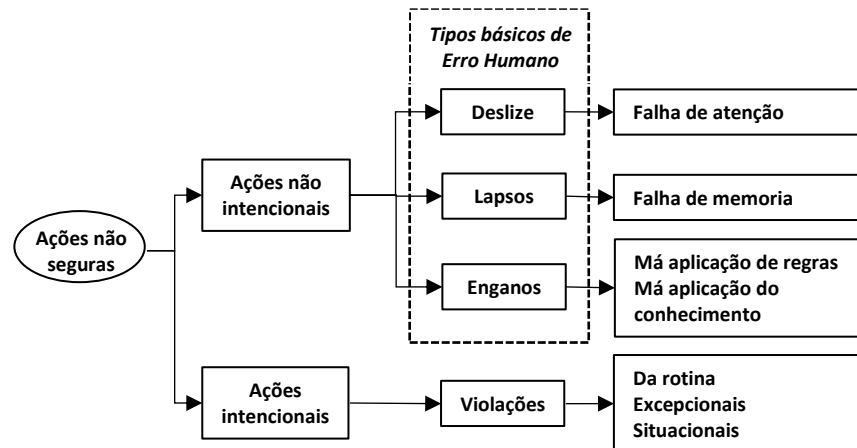 Tipos básicos de
Erro Humano
Deslize
Falha de atenção
Ações não
intencionais
Lapsos
Falha de memoria
Ações não
seguras
Enganos
Má aplicação de regras
Má aplicação do
conhecimento
Ações
intencionais
Violações
Da rotina
Excepcionais
Situacionais